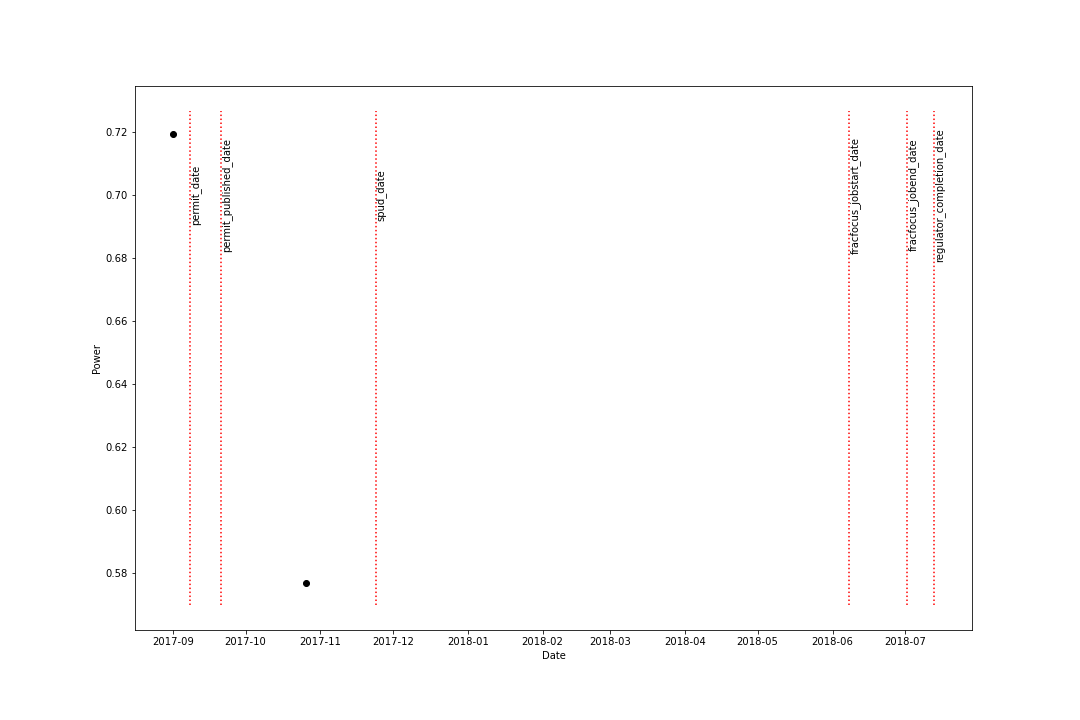 0.72
0.70
0.68
0.66
0.64
0.62
0.60
0.58
Power
permit_date
permit_published_date
spud_date
fracfocus_jobstart_date
fracfocus_jobend_date
regulator_completion_date
2017-09 2017-10 2017-11 2017-12 2018-01 2018-02 2018-03 2018-04 2018-05 2018-06 2018-07
Date